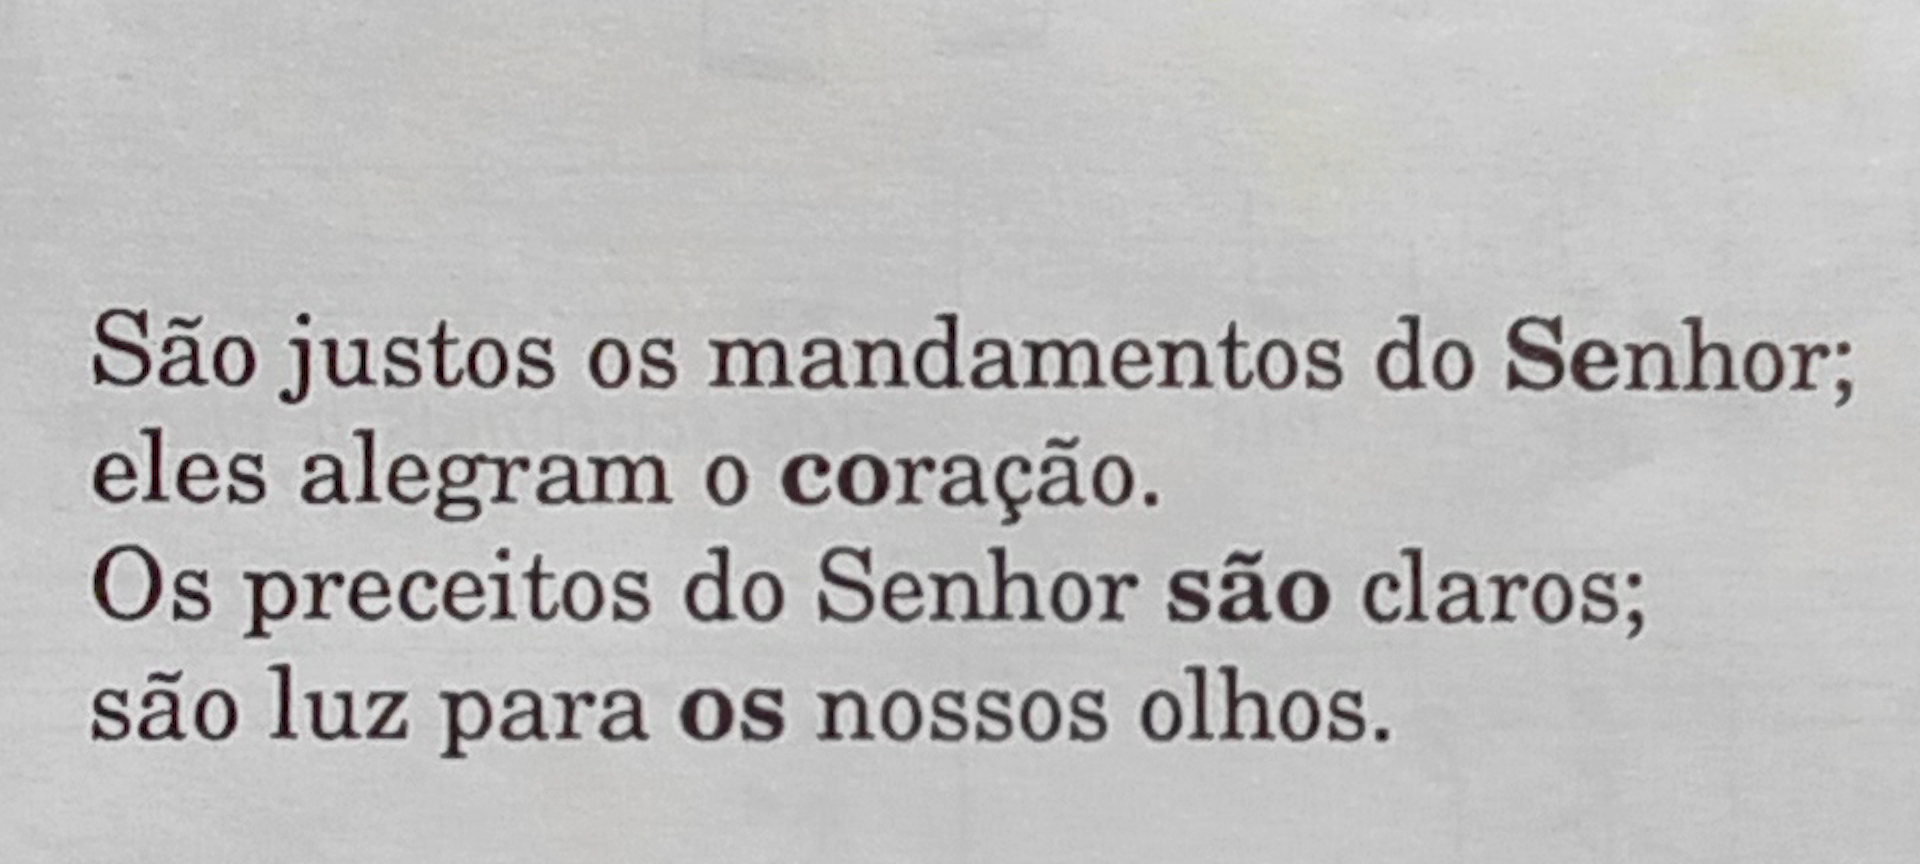 São justos os mandamentos do Senhor;
eles alegram o coração.
Os preceitos do Senhor são claros;
são luz para os nossos olhos.